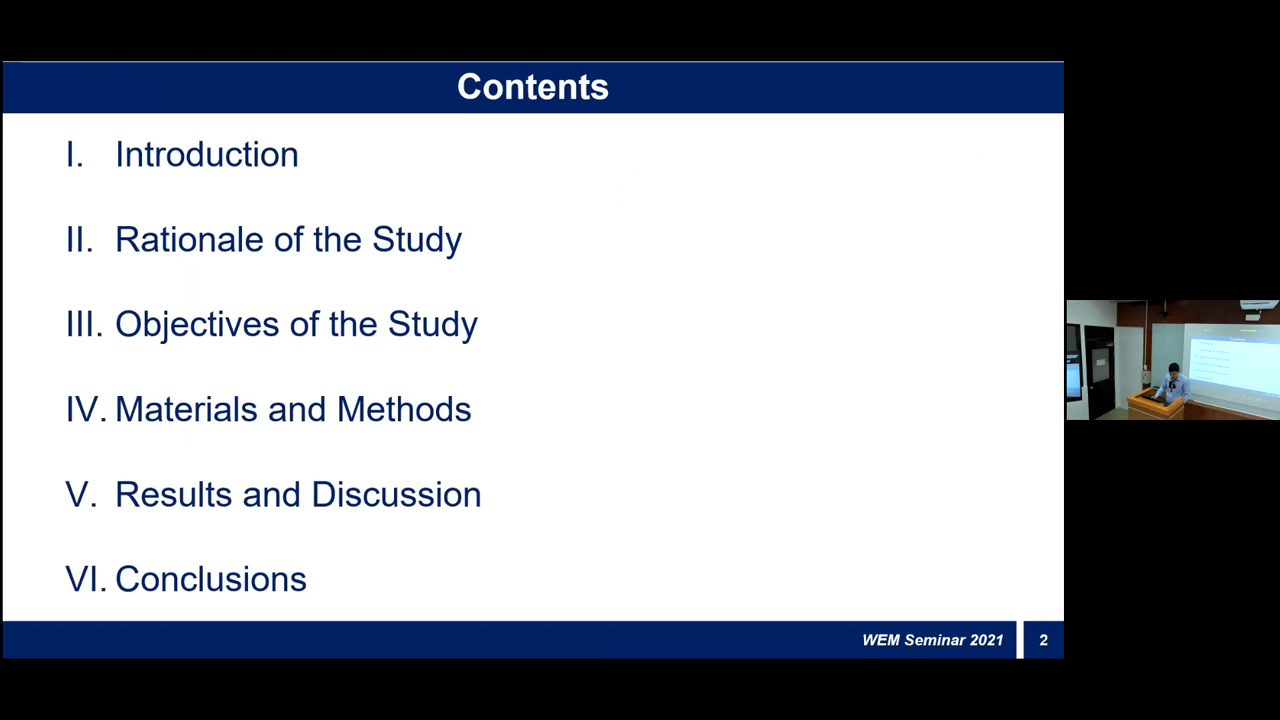 Contents
I. Introduction
II. Rationale of the Study
III. Objectives of the Study
IV. Materials and Methods
V. Results and Discussion
VI. Conclusions
WEM Seminar 2021
2